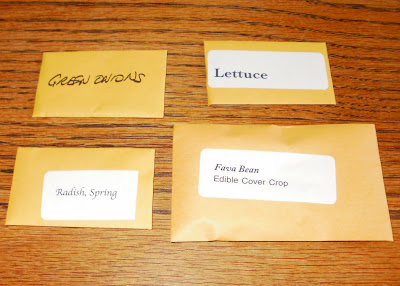 GREEN ONIONS
Lettuce
Radish, Spring
Fava Bean
Edible Cover Crop